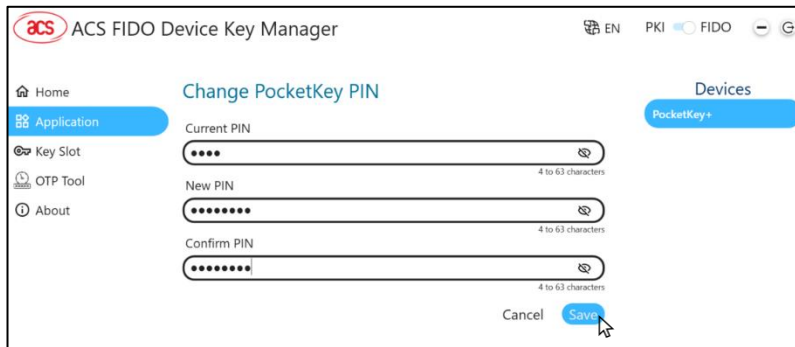 acs ACS FIDO Device Key Manager EN PKI FIDO
Home
Application
Key Slot
OTP Tool
About
Change PocketKey PIN
Current PIN
••••
4 to 63 characters
New PIN
••••••••
4 to 63 characters
Confirm PIN
••••••••
4 to 63 characters
Cancel Save
Devices
PocketKey+